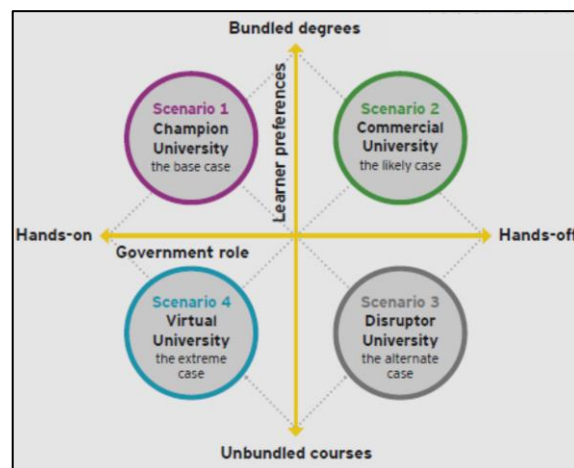 Bundled degrees
Learner preferences
Scenario 1
Champion
University
the base case
Scenario 2
Commercial
University
the likely case
Hands-on
Hands-off
Government role
Scenario 4
Virtual
University
the extreme
case
Scenario 3
Disruptor
University
the alternate
case
Unbundled courses